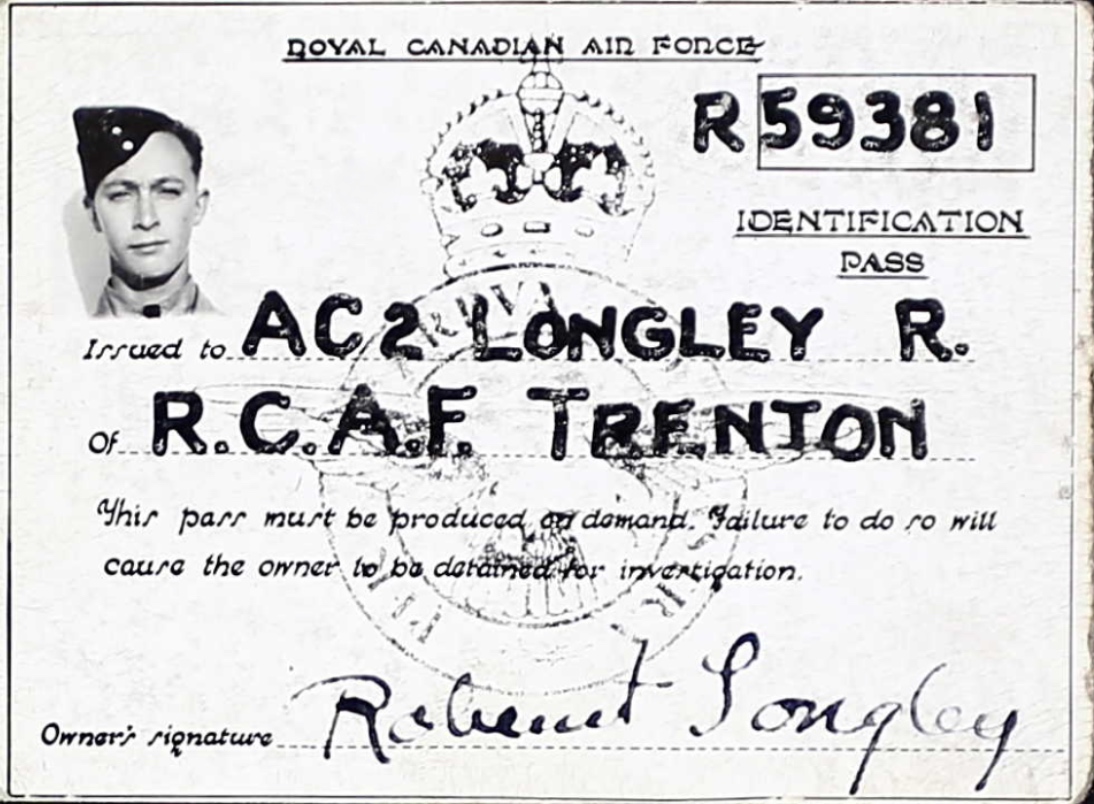 ROYAL CANADIAN AIR FORCE
R 59381
IDENTIFICATION
PASS
Issued to AC2 LONGLEY R.
Of R.C.A.F. TRENTON
This pass must be produced on demand. Failure to do so will
cause the owner to be detained for investigation.
Owner's signature Robert Longley